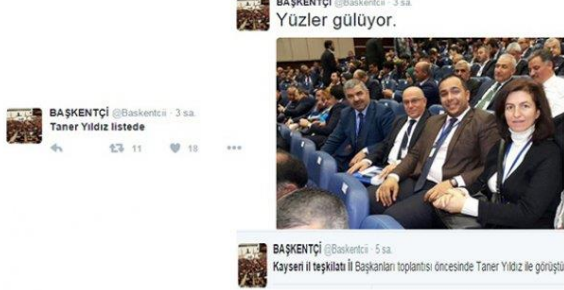 BAŞKENTÇİ @Baskentcii · 3 sa.
Taner Yıldız listede
11 18
BAŞKENTÇİ @Baskentcii · 3 sa.
Yüzler gülüyor.
BAŞKENTÇİ @Baskentcii · 5 sa.
Kayseri il teşkilatı İl Başkanları toplantısı öncesinde Taner Yıldız ile görüştü